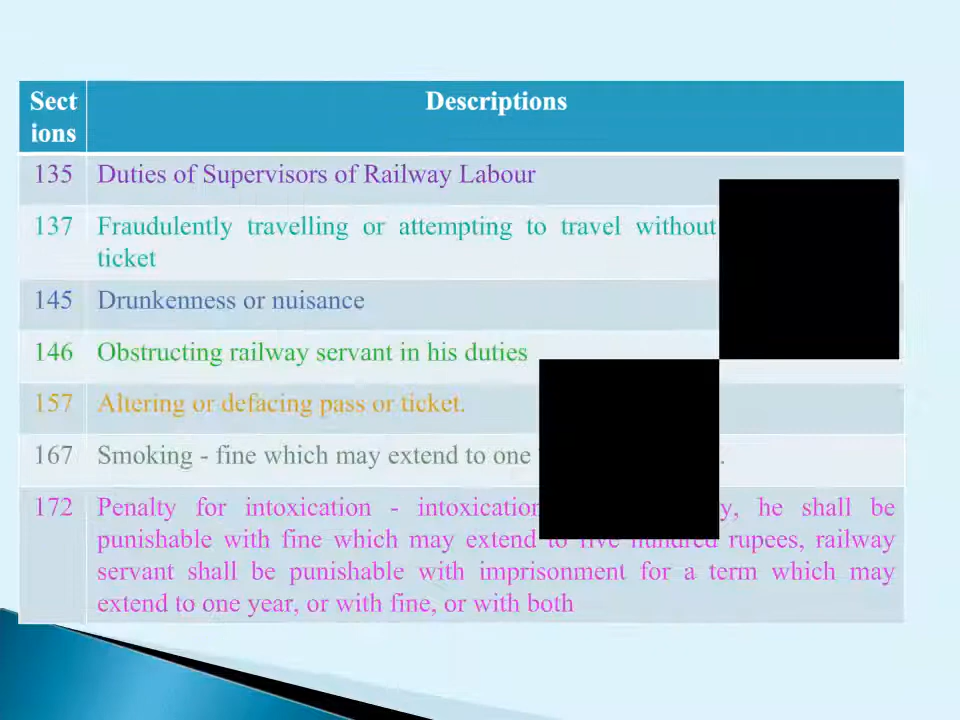 Sect
ions
Descriptions
135 Duties of Supervisors of Railway Labour
137 Fraudulently travelling or attempting to travel without
ticket
145 Drunkenness or nuisance
146 Obstructing railway servant in his duties
157 Altering or defacing pass or ticket.
167 Smoking - fine which may extend to one
172 Penalty for intoxication - intoxication he shall be
punishable with fine which may extend to five hundred rupees, railway
servant shall be punishable with imprisonment for a term which may
extend to one year, or with fine, or with both